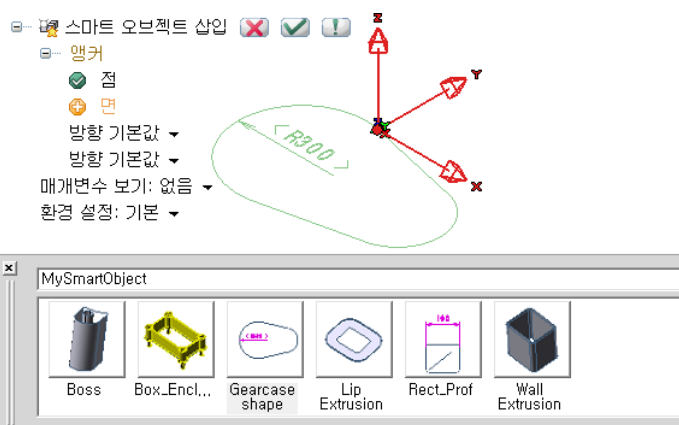 스마트 오브젝트 삽입
앵커
점
면
방향 기본값
방향 기본값
매개변수 보기: 없음
환경 설정: 기본
Z
Y
X
< R300 >
MySmartObject
Boss
Box_Encl,,,
Gearcase
shape
Lip
Extrusion
Rect_Prof
Wall
Extrusion